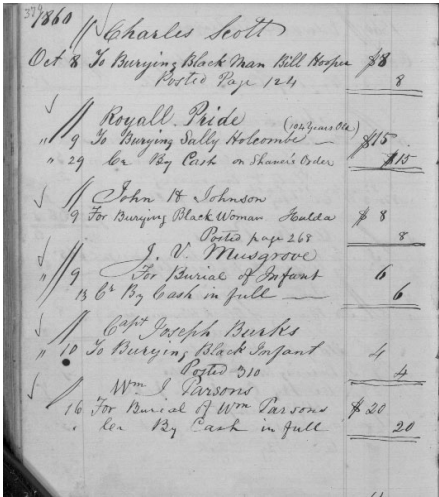 374
1860
Charles Scott
Oct 8 To Burying Black Man Bill Hooper $8
Posted Page 124 8
Royall Pride
(104 years Old)
" 9 To Burying Sally Holcombe — $15
" 29 Cr By Cash on Order $15
John H Johnson
9 For Burying Black Woman Hulda $ 8
Posted page 268 8
J. V. Musgrove
" 9 For Burial of Infant 6
13 Cr By Cash in full — 6
Capt Joseph Burks
" 10 To Burying Black Infant 4
Posted 310 4
Wm J Parsons
16 For Burial of Wm Parsons $ 20
" Cr By Cash in full 20